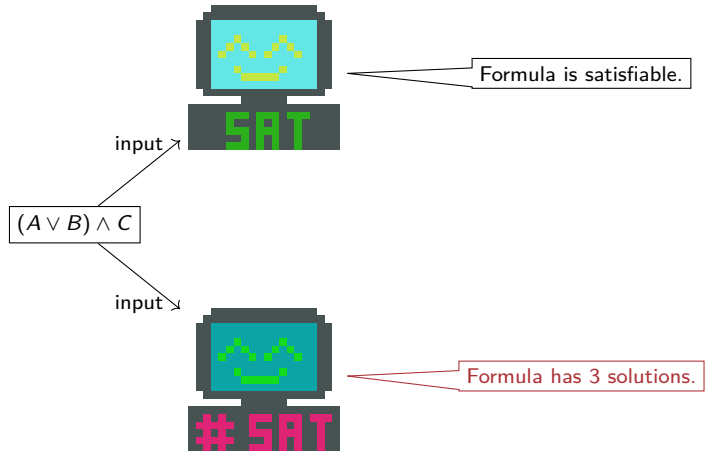 Formula is satisfiable.
SAT
input
(A ∨ B) ∧ C
input
Formula has 3 solutions.
#SAT